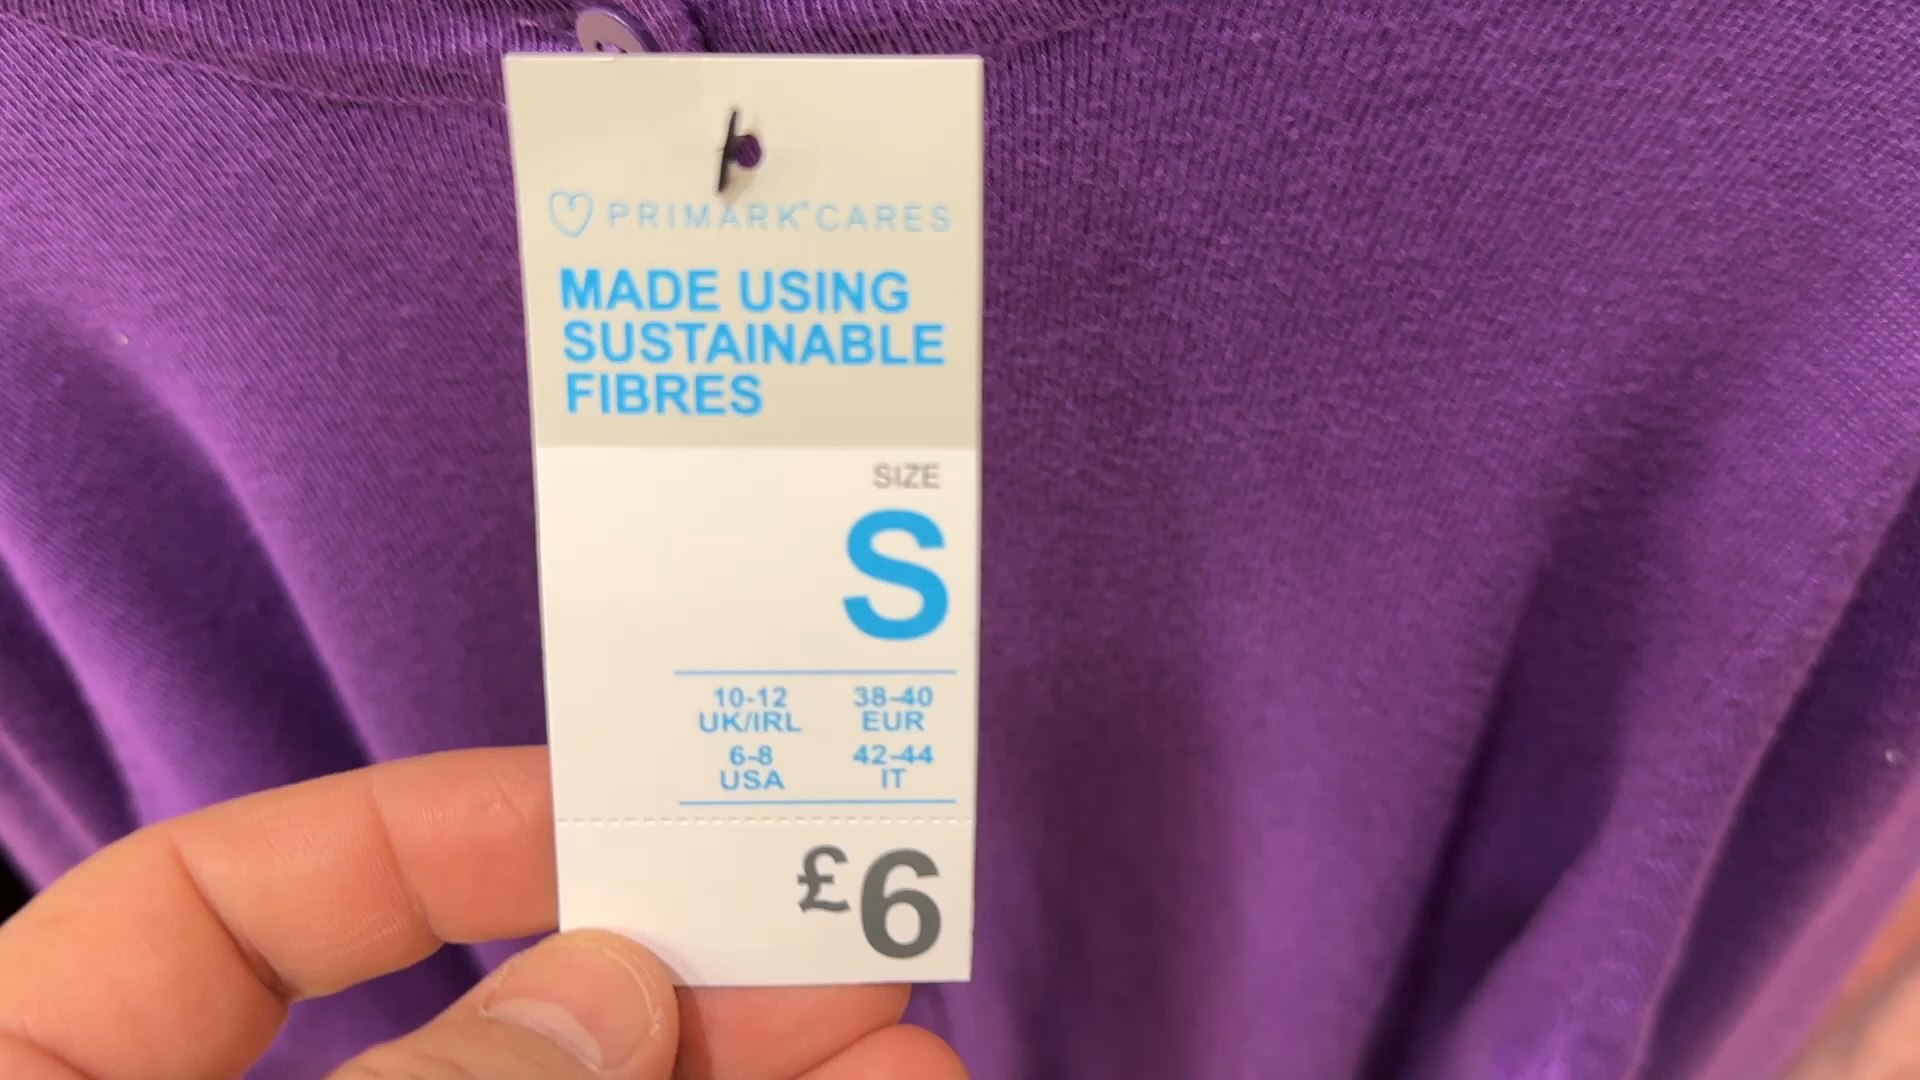 PRIMARK® CARES
MADE USING
SUSTAINABLE
FIBRES
SIZE
S
10-12 38-40
UK/IRL EUR
6-8 42-44
USA IT
£6